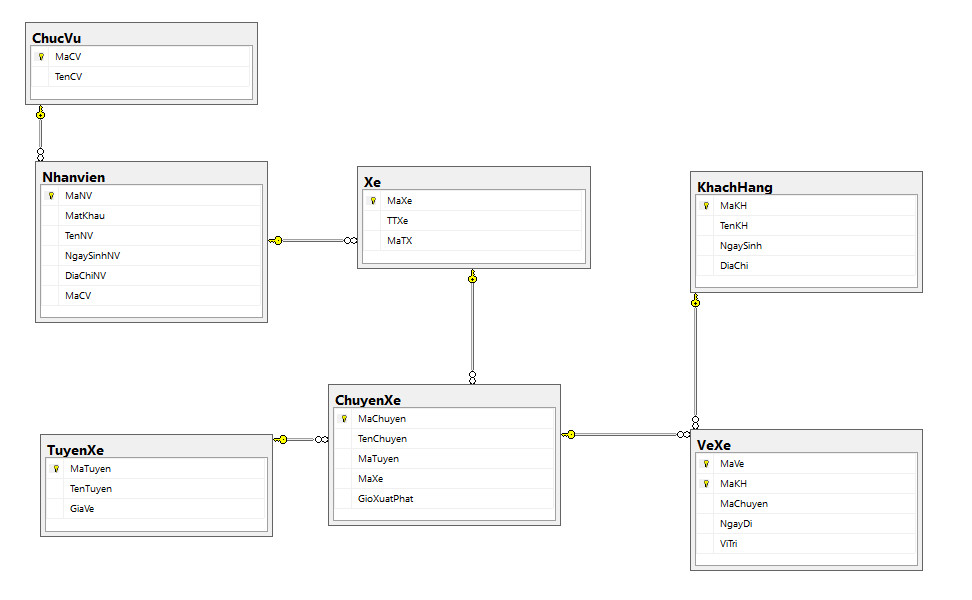 ChucVu
MaCV
TenCV
Nhanvien
MaNV
MatKhau
TenNV
NgaySinhNV
DiaChiNV
MaCV
Xe
MaXe
TTXe
MaTX
KhachHang
MaKH
TenKH
NgaySinh
DiaChi
TuyenXe
MaTuyen
TenTuyen
GiaVe
ChuyenXe
MaChuyen
TenChuyen
MaTuyen
MaXe
GioXuatPhat
VeXe
MaVe
MaKH
MaChuyen
NgayDi
ViTri